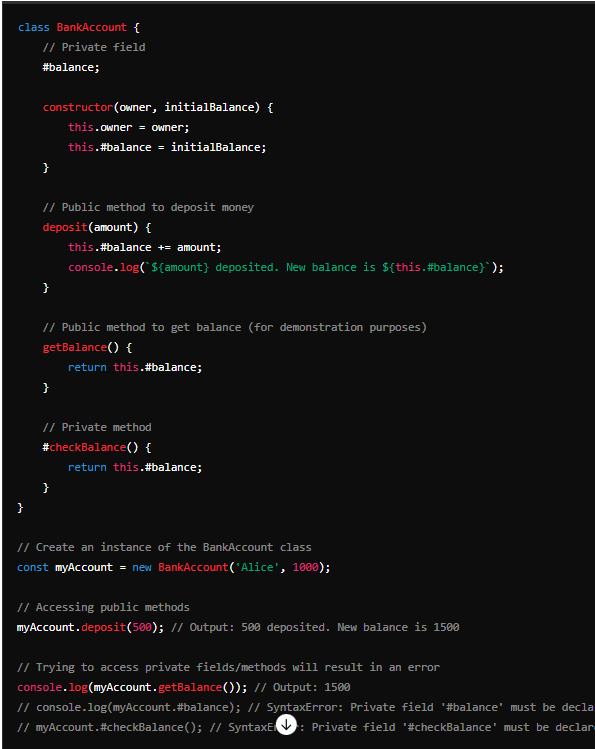 class BankAccount {
    // Private field
    #balance;

    constructor(owner, initialBalance) {
        this.owner = owner;
        this.#balance = initialBalance;
    }

    // Public method to deposit money
    deposit(amount) {
        this.#balance += amount;
        console.log(`${amount} deposited. New balance is ${this.#balance}`);
    }

    // Public method to get balance (for demonstration purposes)
    getBalance() {
        return this.#balance;
    }

    // Private method
    #checkBalance() {
        return this.#balance;
    }
}

// Create an instance of the BankAccount class
const myAccount = new BankAccount('Alice', 1000);

// Accessing public methods
myAccount.deposit(500); // Output: 500 deposited. New balance is 1500

// Trying to access private fields/methods will result in an error
console.log(myAccount.getBalance()); // Output: 1500
// console.log(myAccount.#balance); // SyntaxError: Private field '#balance' must be decla
// myAccount.#checkBalance(); // SyntaxE : Private field '#checkBalance' must be declar